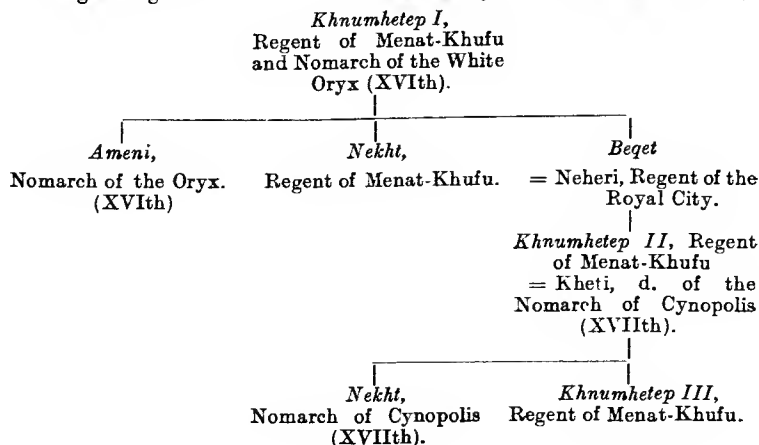 Khnumhetep I,
Regent of Menat-Khufu
and Nomarch of the White
Oryx (XVIth).
Ameni,
Nomarch of the Oryx.
(XVIth)
Nekht,
Regent of Menat-Khufu.
Beqet
= Neheri, Regent of the
Royal City.
Khnumhetep II, Regent
of Menat-Khufu
= Kheti, d. of the
Nomarch of Cynopolis
(XVIIth).
Nekht,
Nomarch of Cynopolis
(XVIIth).
Khnumhetep III,
Regent of Menat-Khufu.